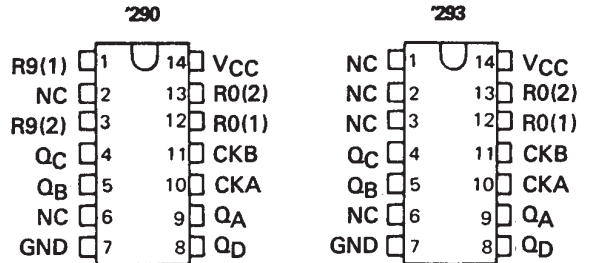 '290
R9(1) 1 14 VCC
NC 2 13 R0(2)
R9(2) 3 12 R0(1)
QC 4 11 CKB
QB 5 10 CKA
NC 6 9 QA
GND 7 8 QD
'293
NC 1 14 VCC
NC 2 13 R0(2)
NC 3 12 R0(1)
QC 4 11 CKB
QB 5 10 CKA
NC 6 9 QA
GND 7 8 QD